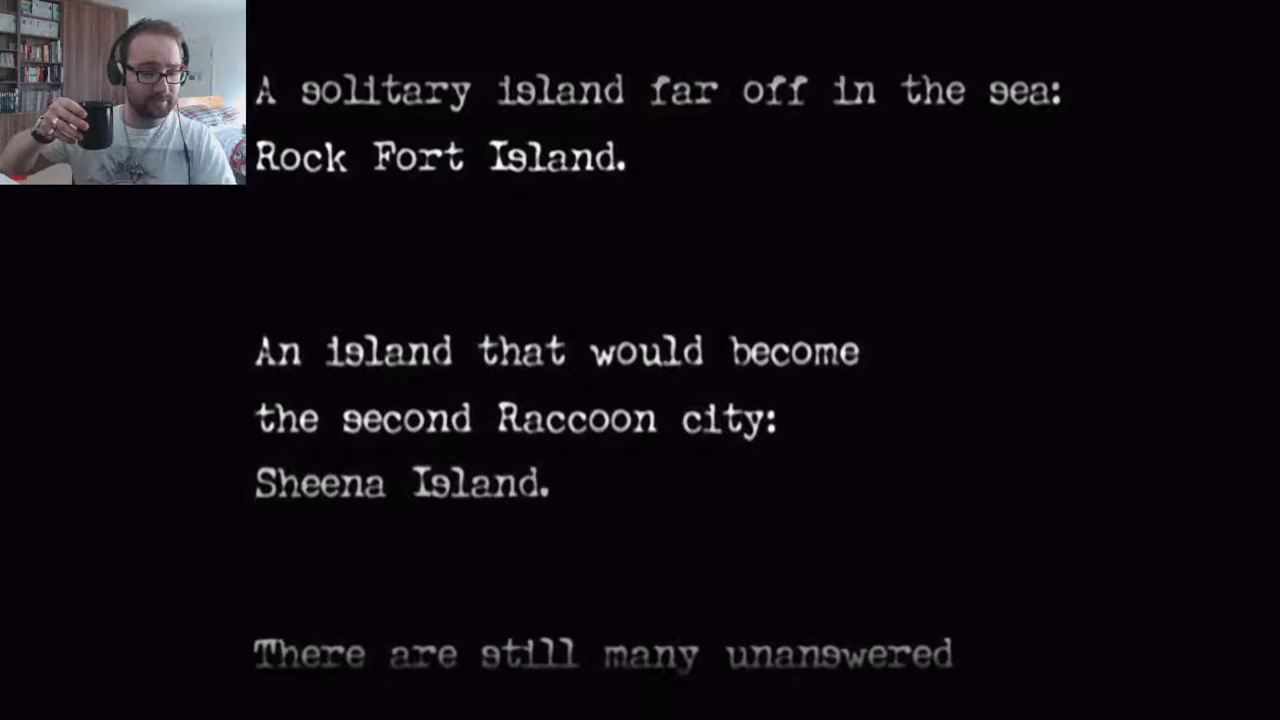 A solitary island far off in the sea:
Rock Fort Island.
An island that would become
the second Raccoon city:
Sheena Island.
There are still many unanswered